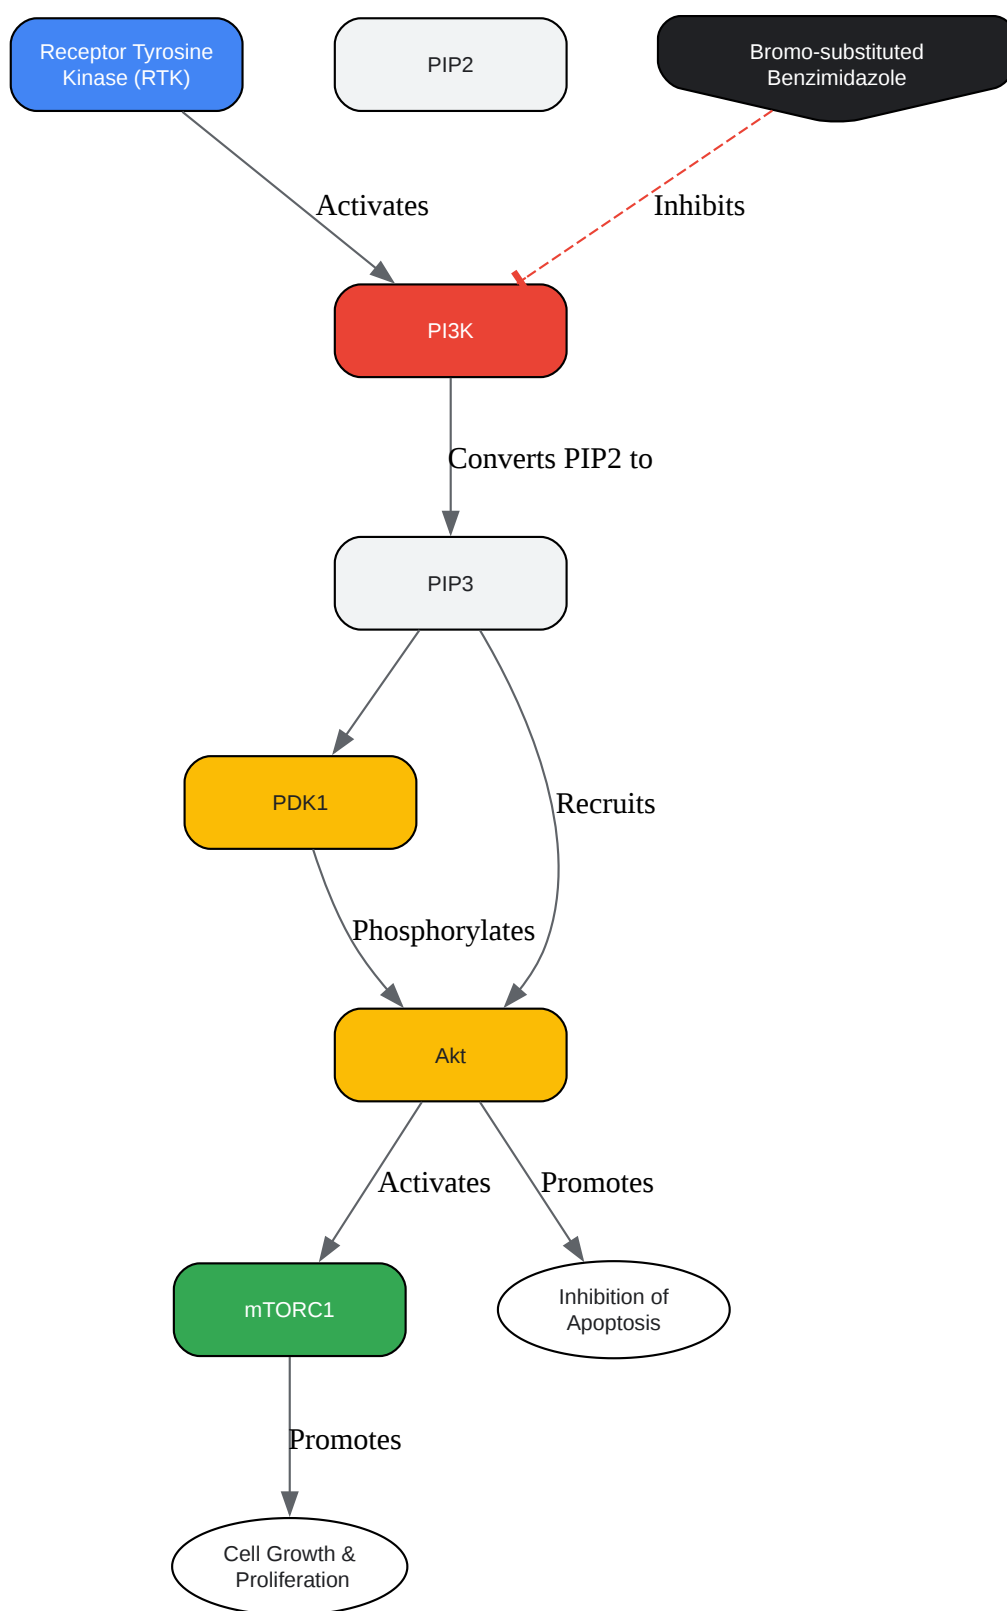 Receptor Tyrosine
Kinase (RTK)
PIP2
Bromo-substituted
Benzimidazole
Activates
Inhibits
PI3K
Converts PIP2 to
PIP3
PDK1
Recruits
Phosphorylates
Akt
Activates
Promotes
mTORC1
Inhibition of
Apoptosis
Promotes
Cell Growth &
Proliferation